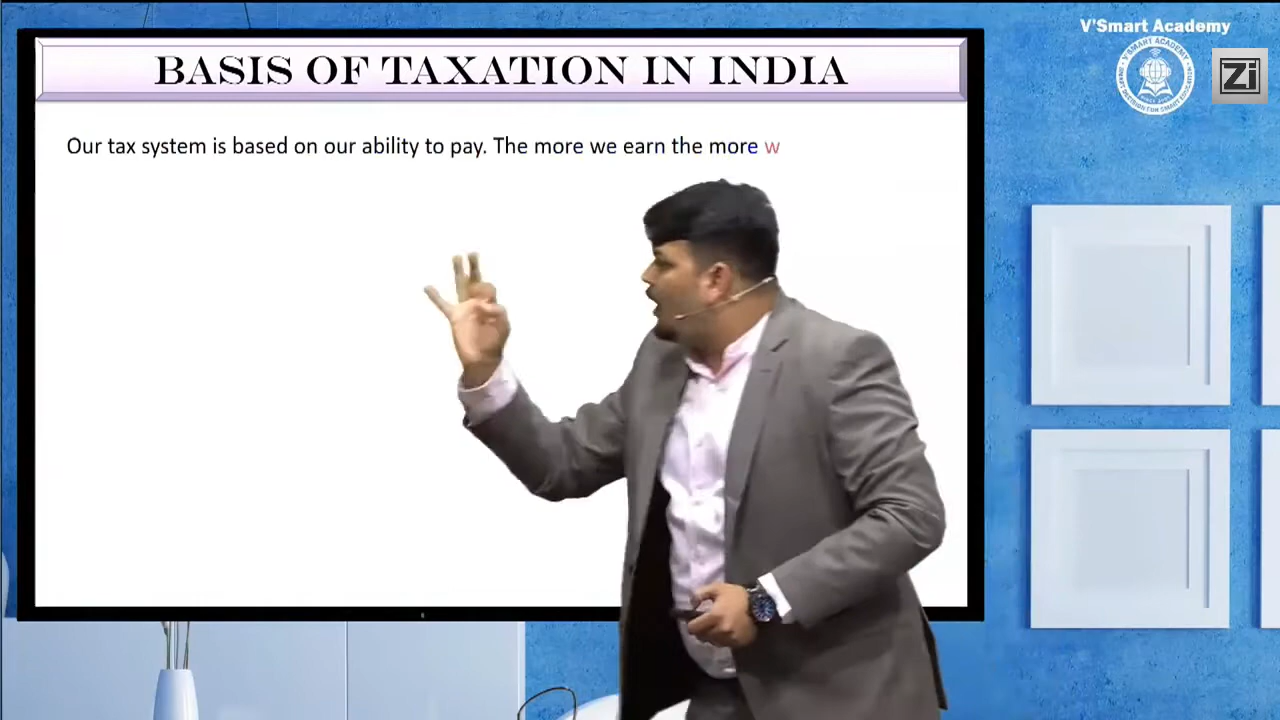 V'Smart Academy
BASIS OF TAXATION IN INDIA
Zi
Our tax system is based on our ability to pay. The more we earn the more w